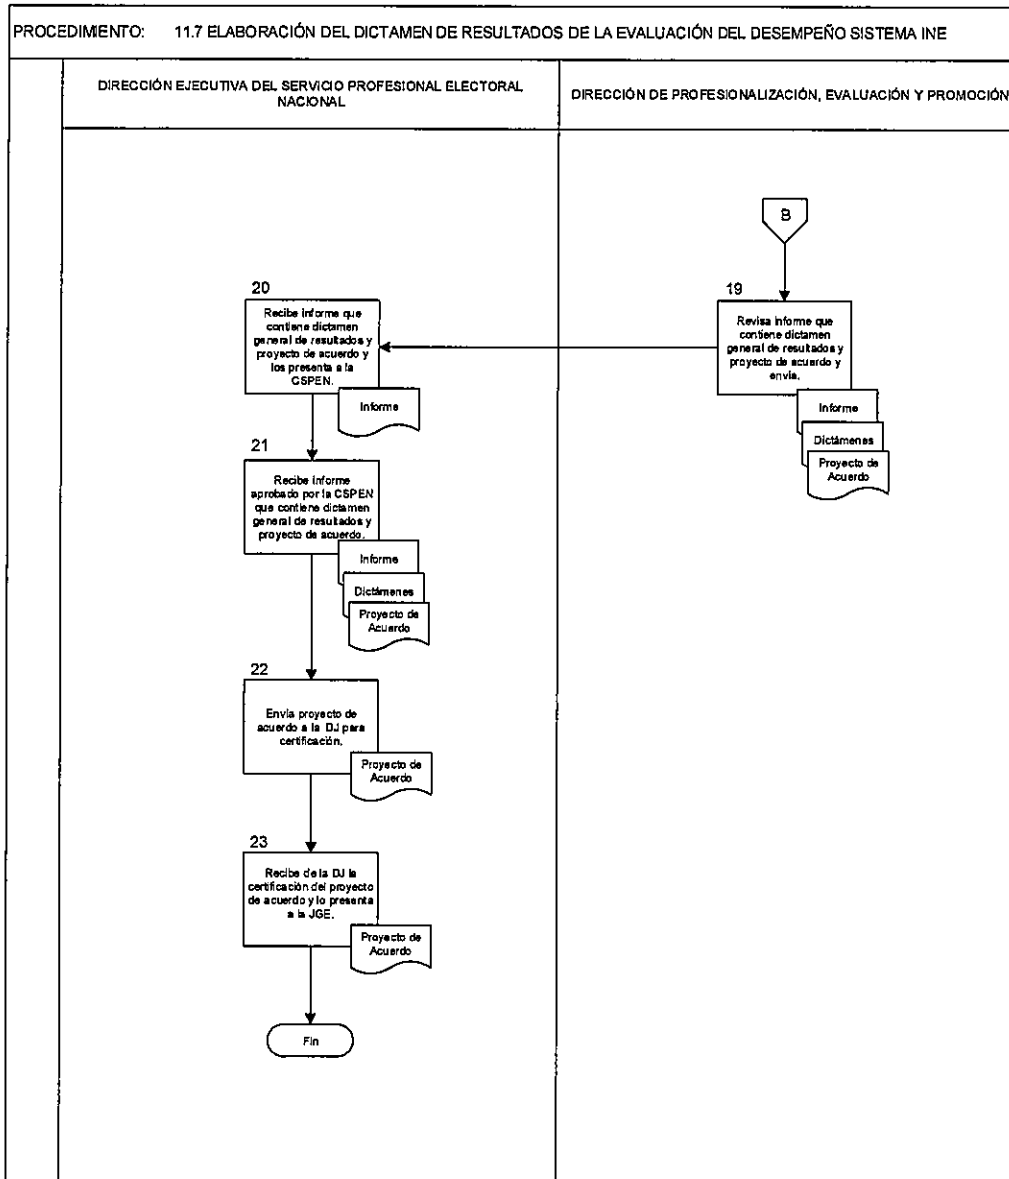 PROCEDIMIENTO: 11.7 ELABORACIÓN DEL DICTAMEN DE RESULTADOS DE LA EVALUACIÓN DEL DESEMPEÑO SISTEMA INE
DIRECCIÓN EJECUTIVA DEL SERVICIO PROFESIONAL ELECTORAL
NACIONAL
DIRECCIÓN DE PROFESIONALIZACIÓN, EVALUACIÓN Y PROMOCIÓN
B
19
Revisa informe que
contiene dictamen
general de resultados y
proyecto de acuerdo y
envía.
Informe
Dictámenes
Proyecto de
Acuerdo
20
Recibe informe que
contiene dictamen
general de resultados y
proyecto de acuerdo y
los presenta a la
CSPEN.
Informe
21
Recibe informe
aprobado por la CSPEN
que contiene dictamen
general de resultados y
proyecto de acuerdo.
Informe
Dictámenes
Proyecto de
Acuerdo
22
Envía proyecto de
acuerdo a la DJ para
certificación.
Proyecto de
Acuerdo
23
Recibe de la DJ la
certificación del proyecto
de acuerdo y lo presenta
a la JGE.
Proyecto de
Acuerdo
Fin